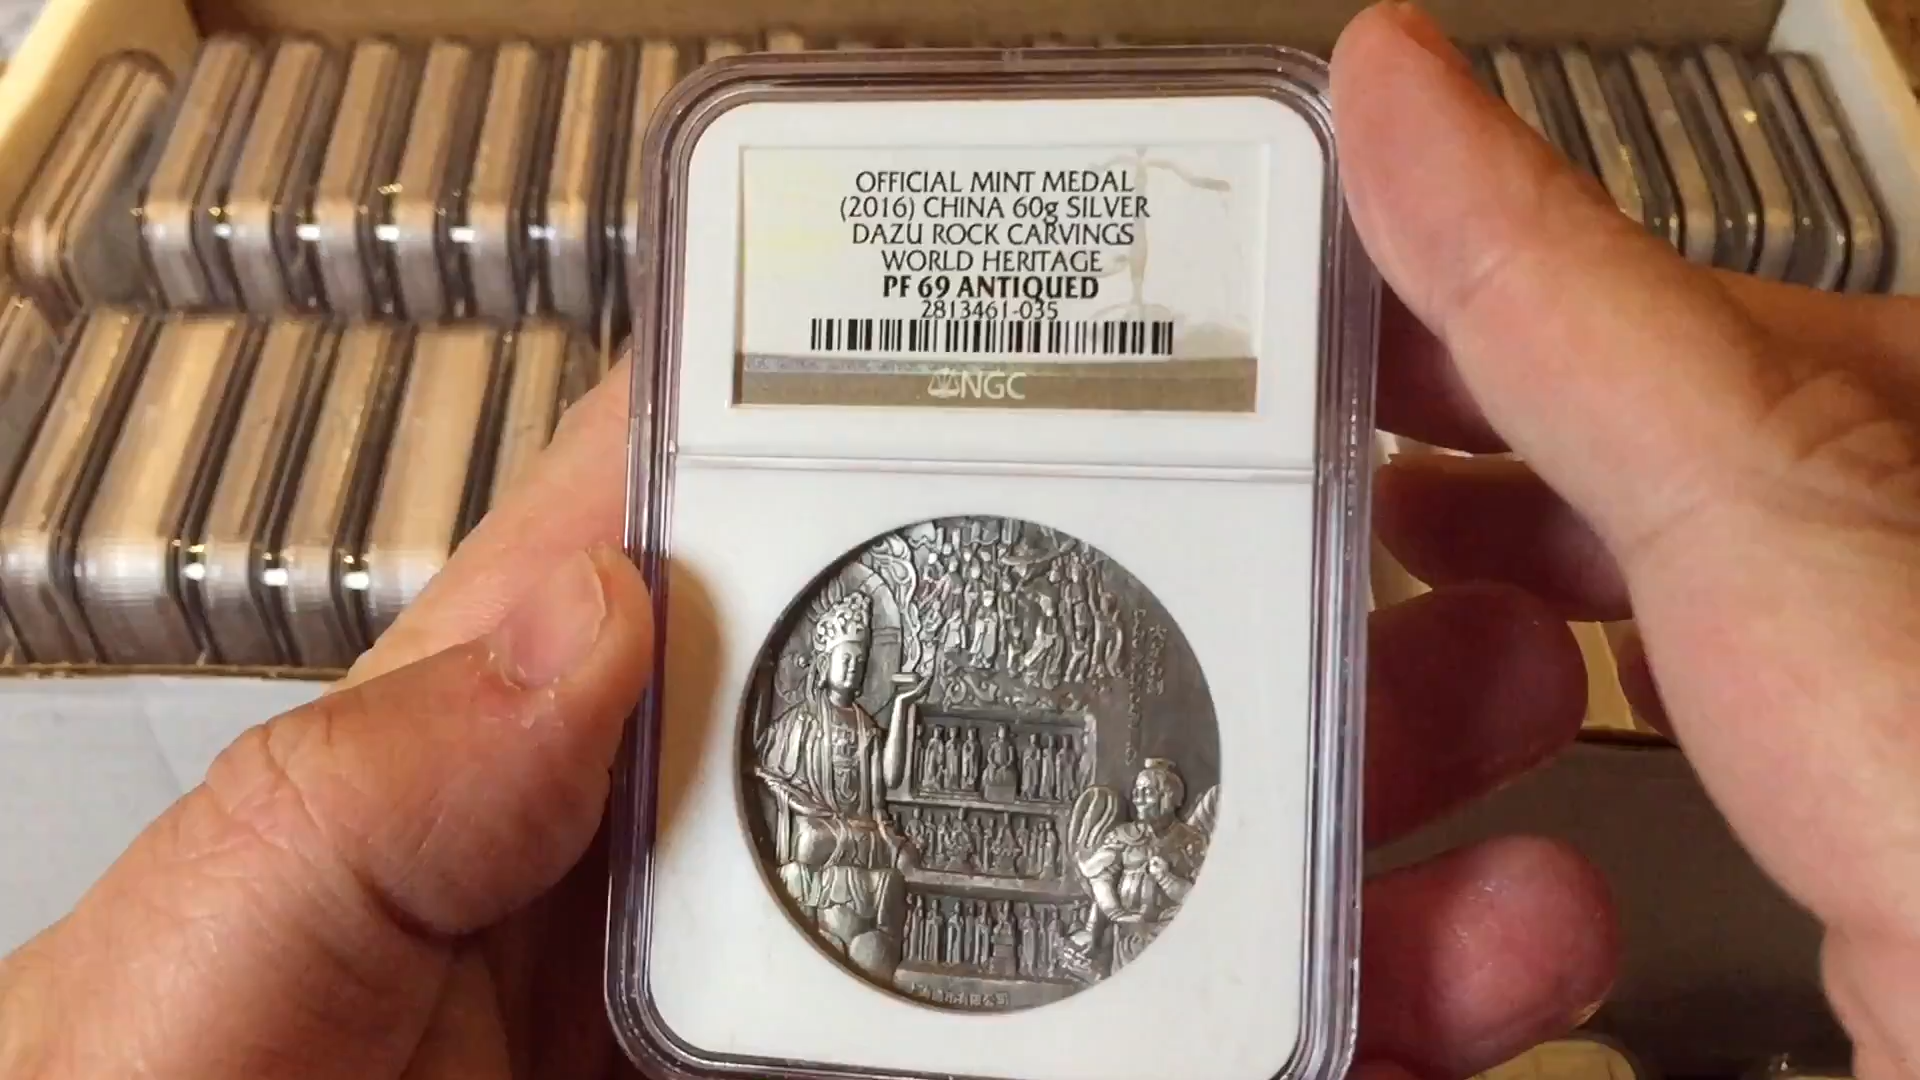 OFFICIAL MINT MEDAL
(2016) CHINA 60g SILVER
DAZU ROCK CARVINGS
WORLD HERITAGE
PF 69 ANTIQUED
2813461-035
NGC